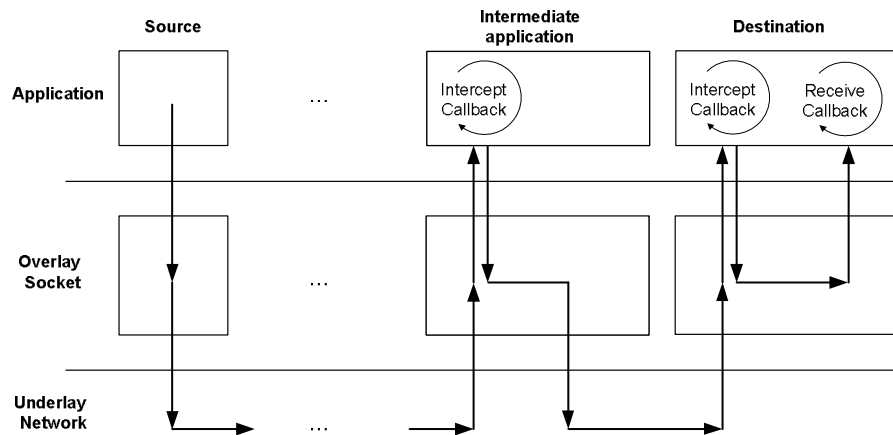 Source
Intermediate
application
Destination
Application
...
Intercept
Callback
Intercept
Callback
Receive
Callback
Overlay
Socket
...
Underlay
Network
...